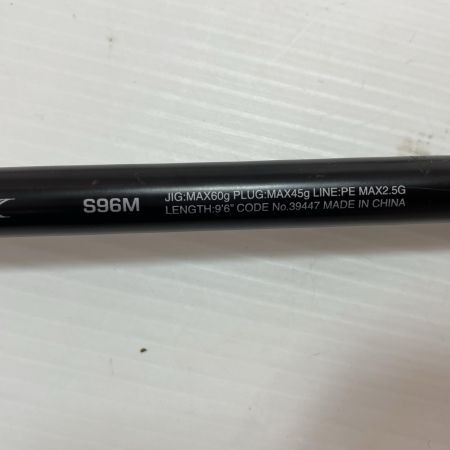 S96M
JIG:MAX60g PLUG:MAX45g LINE:PE MAX2.5G
LENGTH:9'6" CODE No.39447 MADE IN CHINA